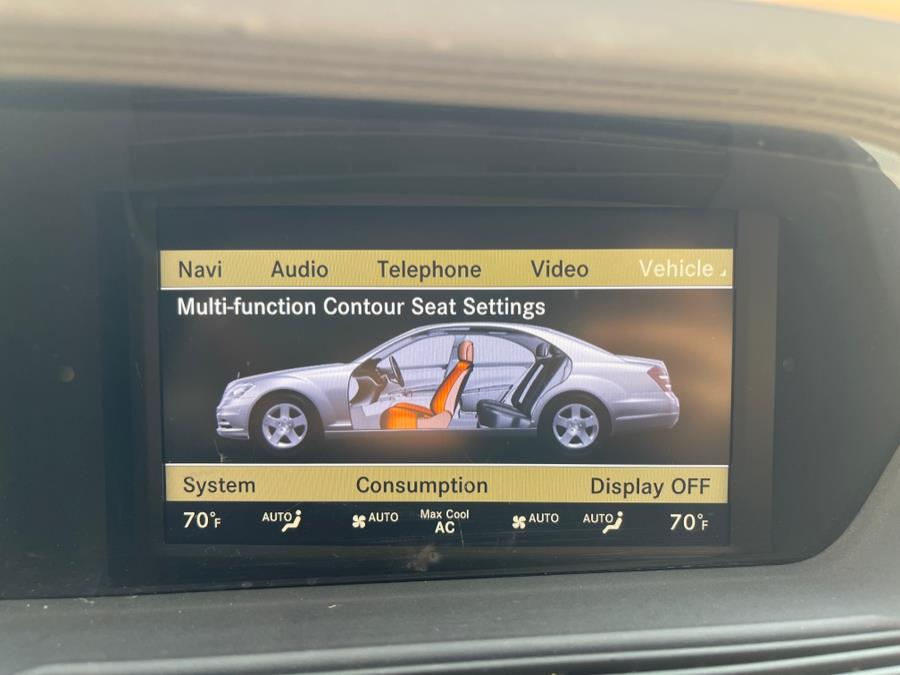 Navi Audio Telephone Video Vehicle
Multi-function Contour Seat Settings
System Consumption Display OFF
70°F AUTO AUTO Max Cool AC AUTO AUTO 70°F